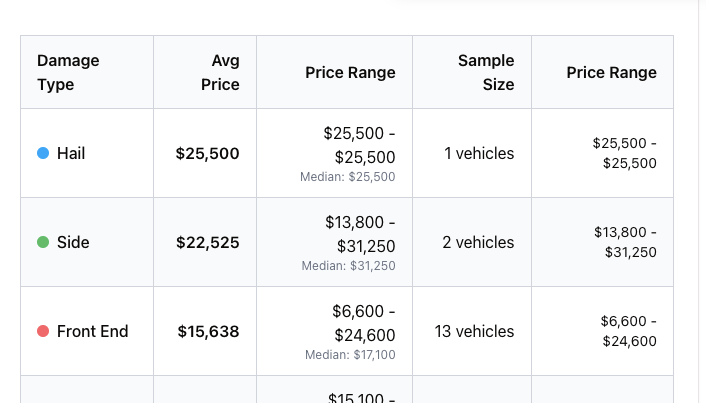 Damage Type
Avg Price
Price Range
Sample Size
Price Range
Hail
$25,500
$25,500 -
$25,500
Median: $25,500
1 vehicles
$25,500 -
$25,500
Side
$22,525
$13,800 -
$31,250
Median: $31,250
2 vehicles
$13,800 -
$31,250
Front End
$15,638
$6,600 -
$24,600
Median: $17,100
13 vehicles
$6,600 -
$24,600
$15,100 -